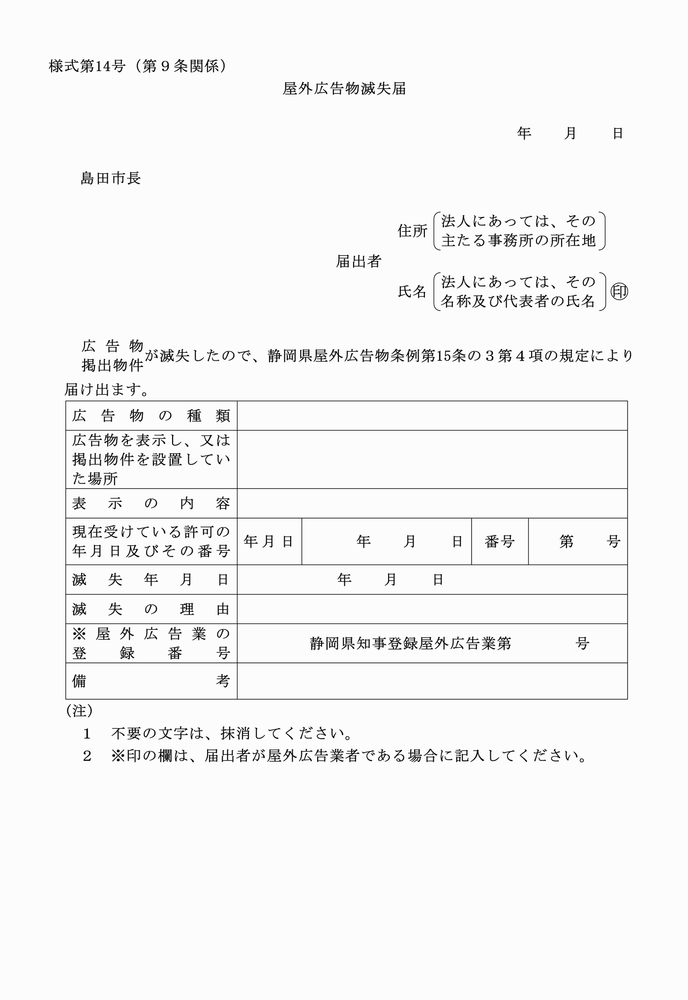 様式第14号（第９条関係）
屋外広告物滅失届
年　　月　　日
島田市長
届出者
住所
法人にあっては、その
主たる事務所の所在地
氏名
法人にあっては、その
名称及び代表者の氏名
㊞
広告物
掲出物件
が滅失したので、静岡県屋外広告物条例第15条の３第４項の規定により
届け出ます。
広告物の種類
広告物を表示し、又は
掲出物件を設置してい
た場所
表示の内容
現在受けている許可の
年月日及びその番号
年月日
年　　月　　日
番号
第　　号
滅失年月日
年　　月　　日
滅失の理由
※屋外広告業の
登録番号
静岡県知事登録屋外広告業第　　　　号
備考
（注）
１　不要の文字は、抹消してください。
２　※印の欄は、届出者が屋外広告業者である場合に記入してください。